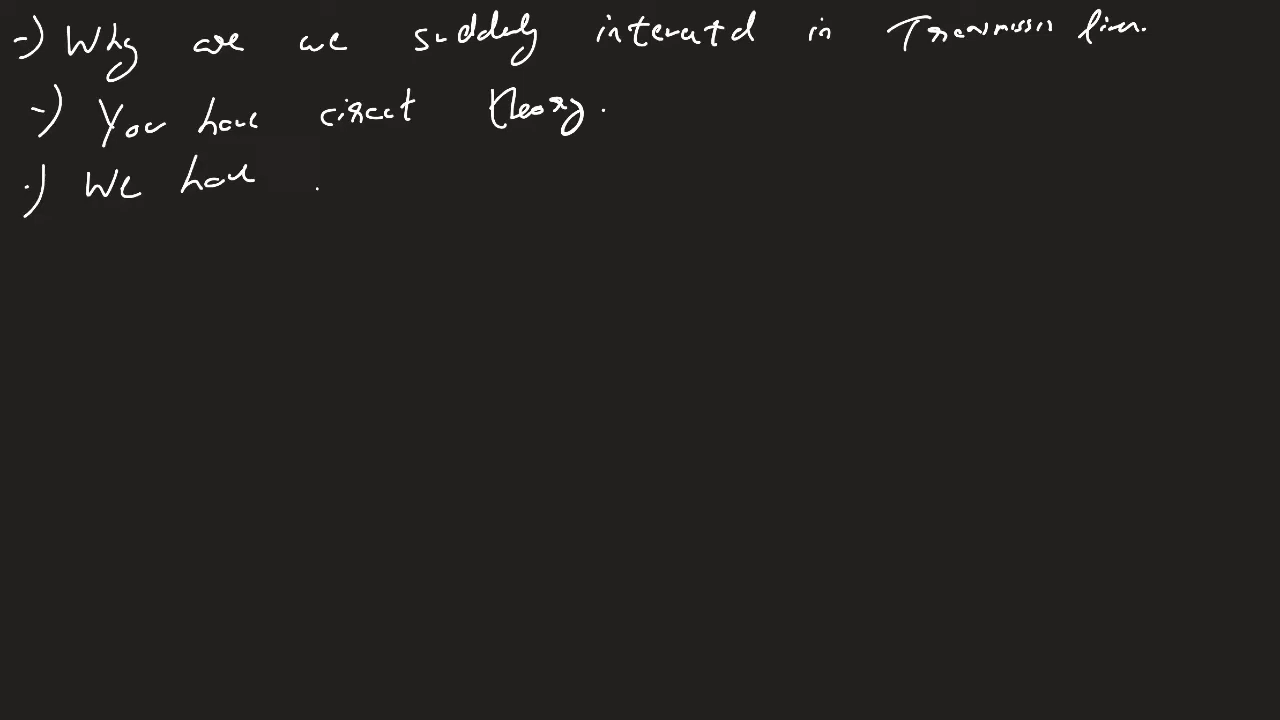 -) Why are we suddenly interested in Transmission lines.
-) You have circuit theory.
.) We have